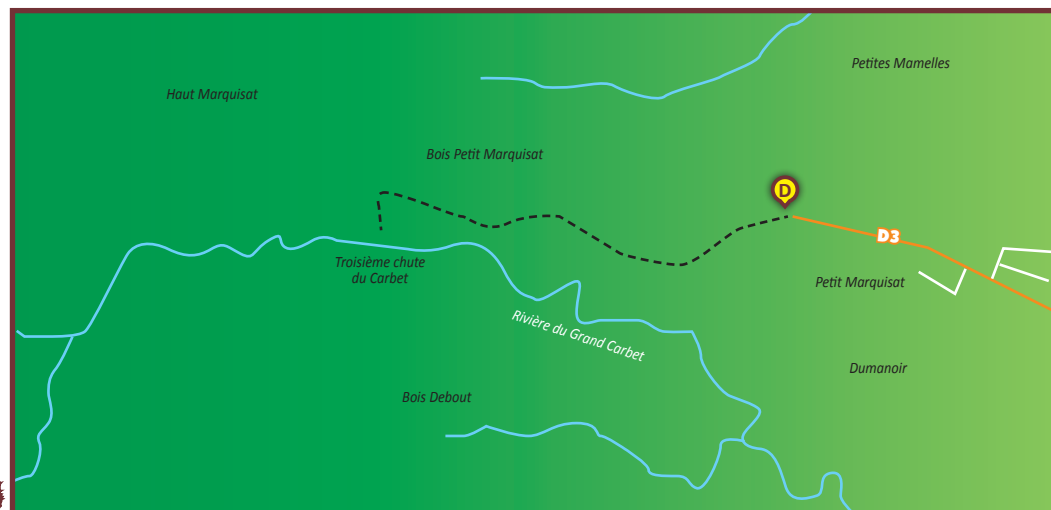 Petites Mamelles
Haut Marquisat
Bois Petit Marquisat
D
D3
Troisième chute
du Carbet
Petit Marquisat
Rivière du Grand Carbet
Dumanoir
Bois Debout